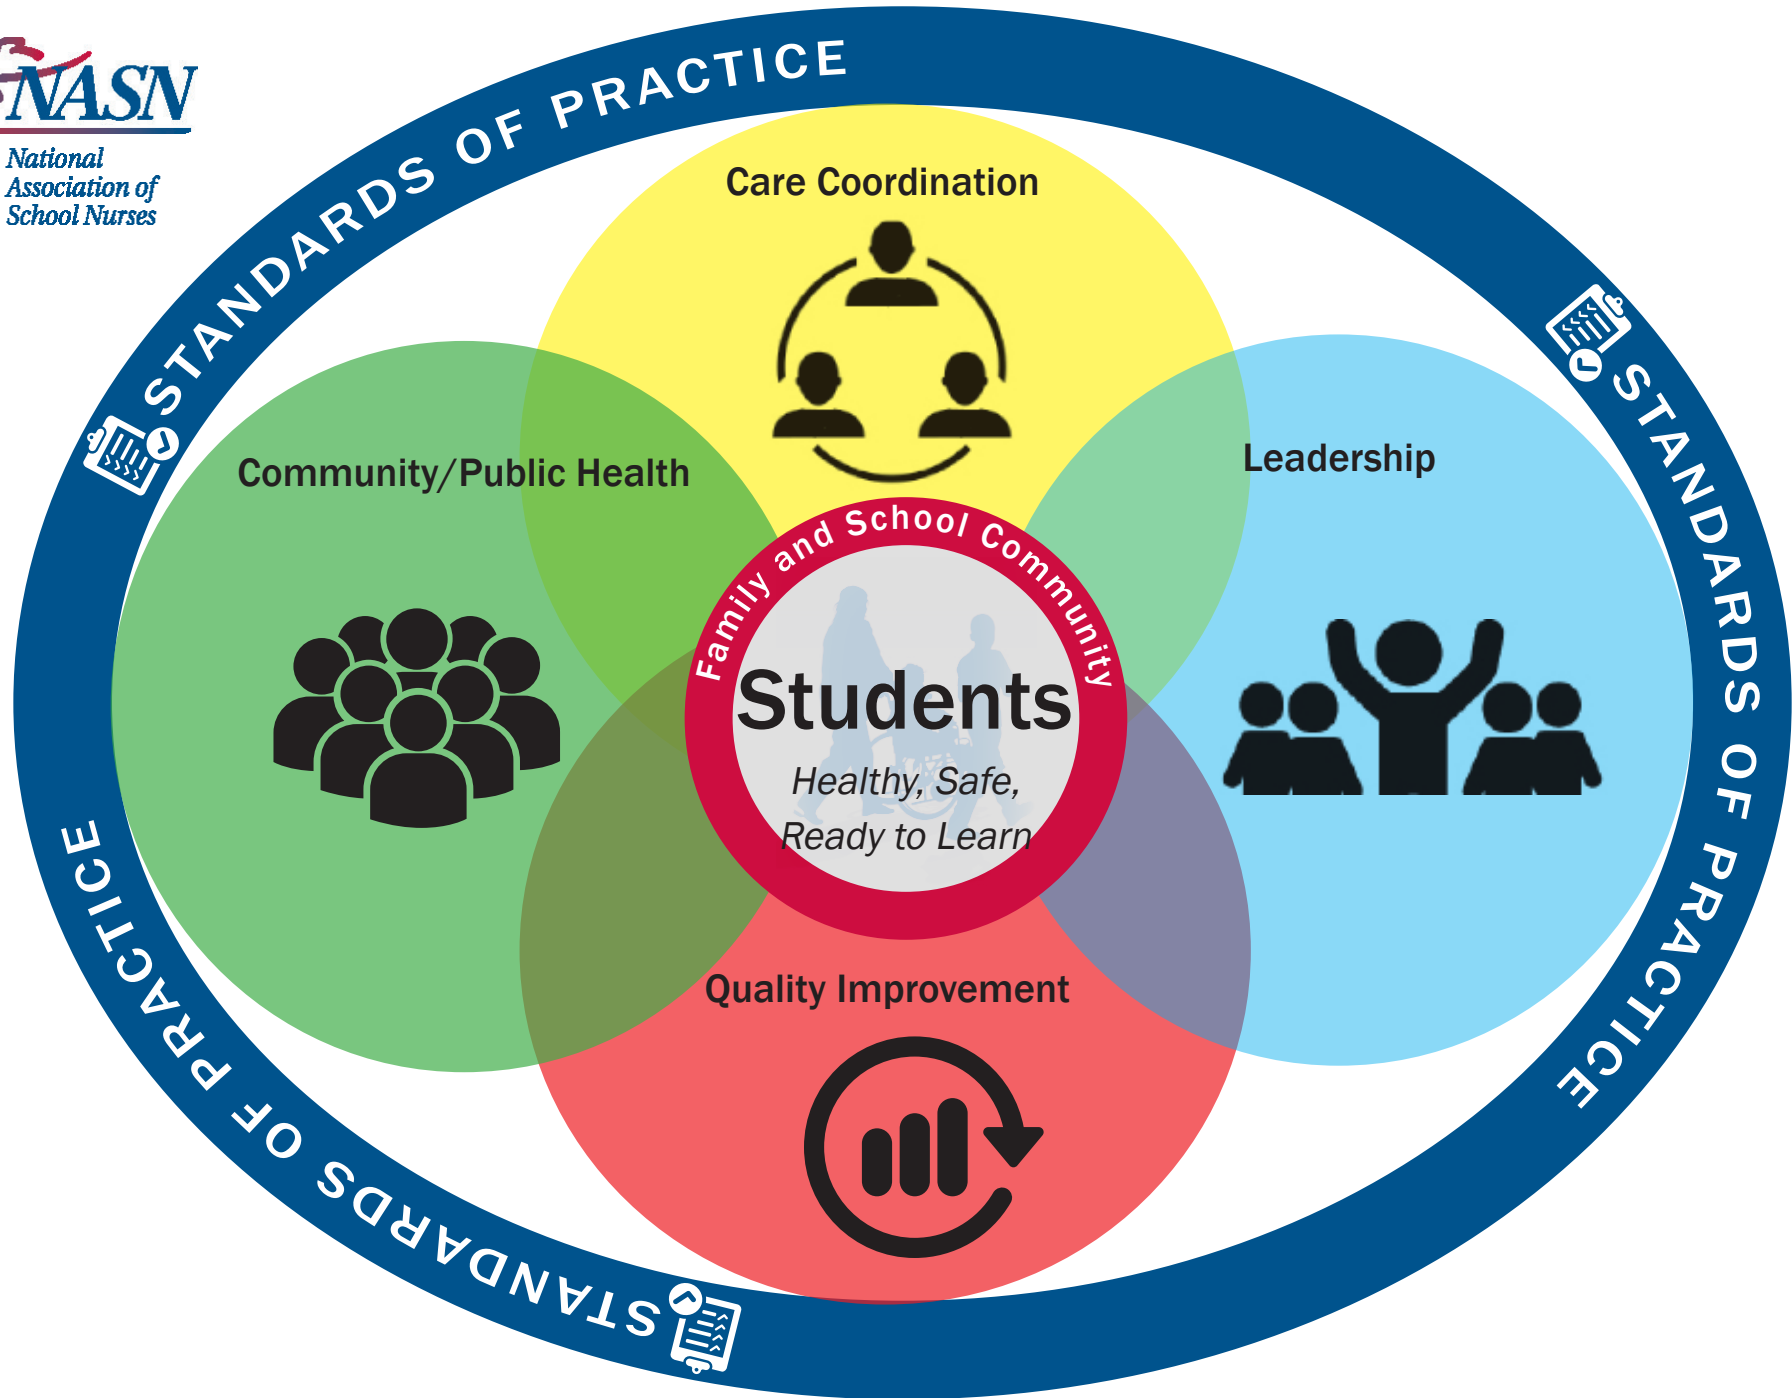 NASN
National
Association of
School Nurses
STANDARDS OF PRACTICE
STANDARDS OF PRACTICE
STANDARDS OF PRACTICE
Care Coordination
Community/Public Health
Leadership
Family and School Community
Students
Healthy, Safe,
Ready to Learn
Quality Improvement